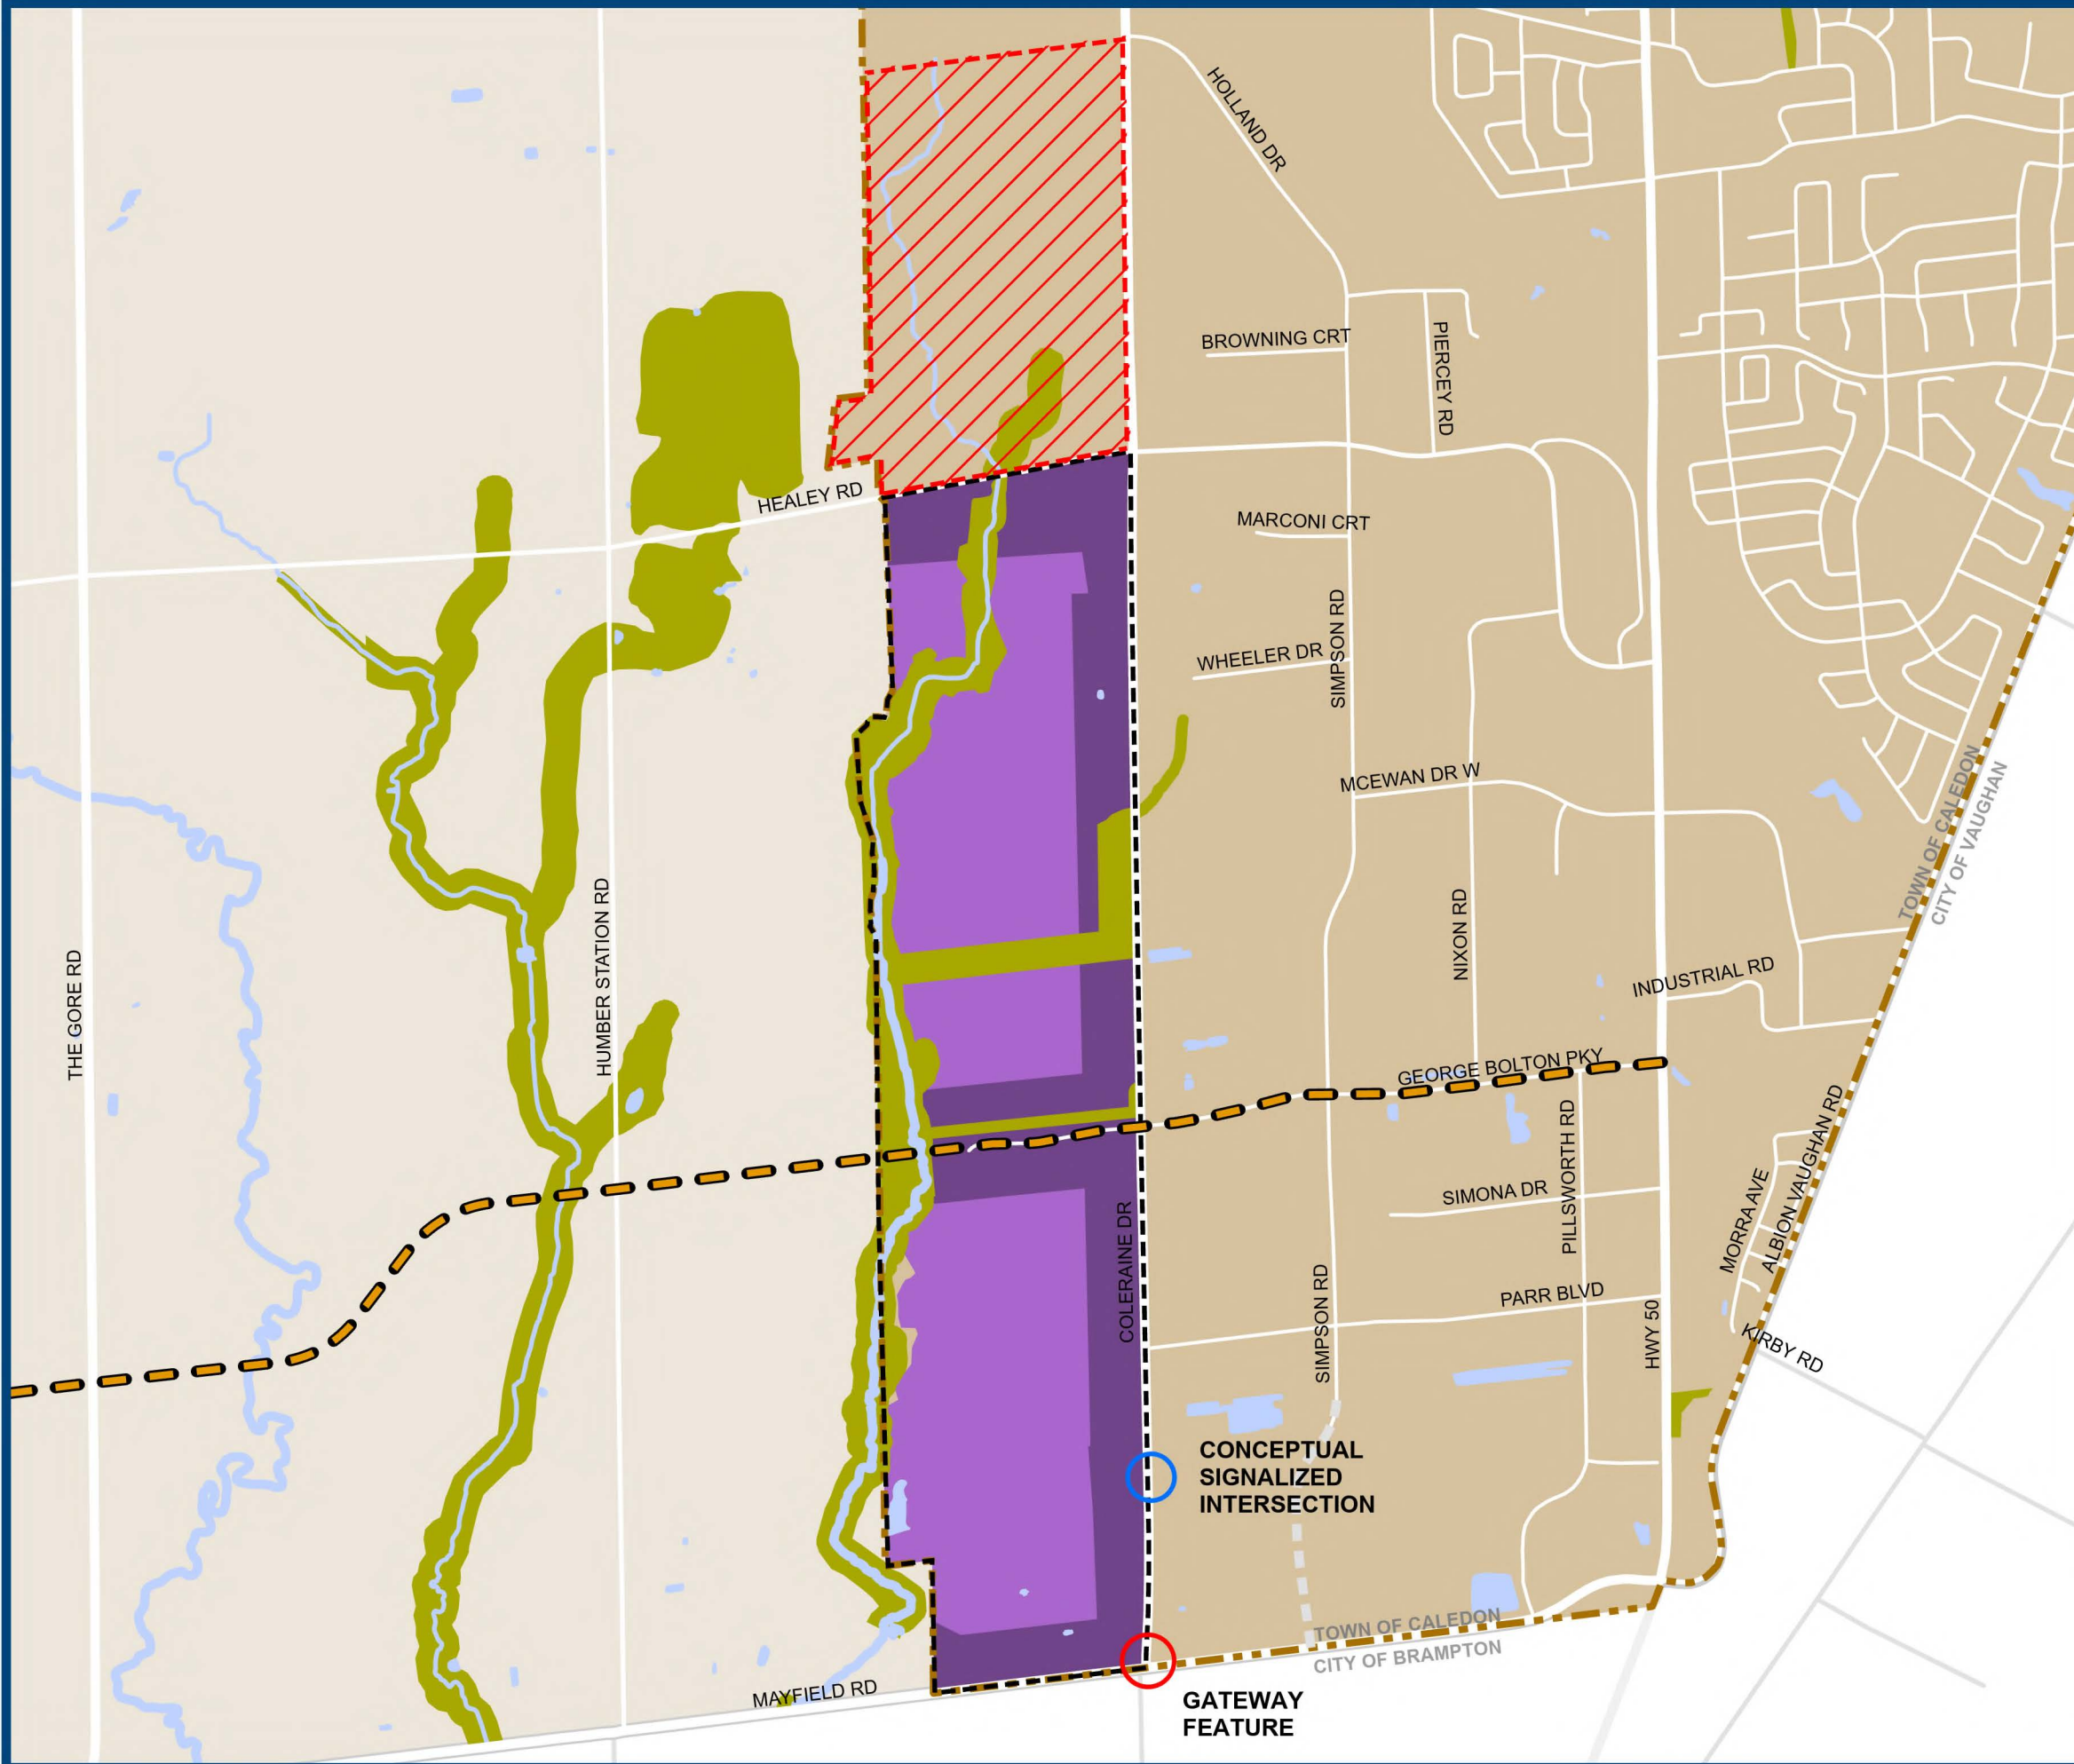 HOLLAND DR
BROWNING CRT
PIERCEY RD
HEALEY RD
MARCONI CRT
SIMPSON RD
WHEELER DR
MCEWAN DR W
TOWN OF CALEDON
CITY OF VAUGHAN
NIXON RD
HUMBER STATION RD
THE GORE RD
INDUSTRIAL RD
GEORGE BOLTON PKY
PILLSWORTH RD
SIMONA DR
MORRA AVE
ALBION VAUGHAN RD
COLERAINE DR
SIMPSON RD
PARR BLVD
HWY 50
KIRBY RD
CONCEPTUAL
SIGNALIZED
INTERSECTION
TOWN OF CALEDON
CITY OF BRAMPTON
MAYFIELD RD
GATEWAY
FEATURE